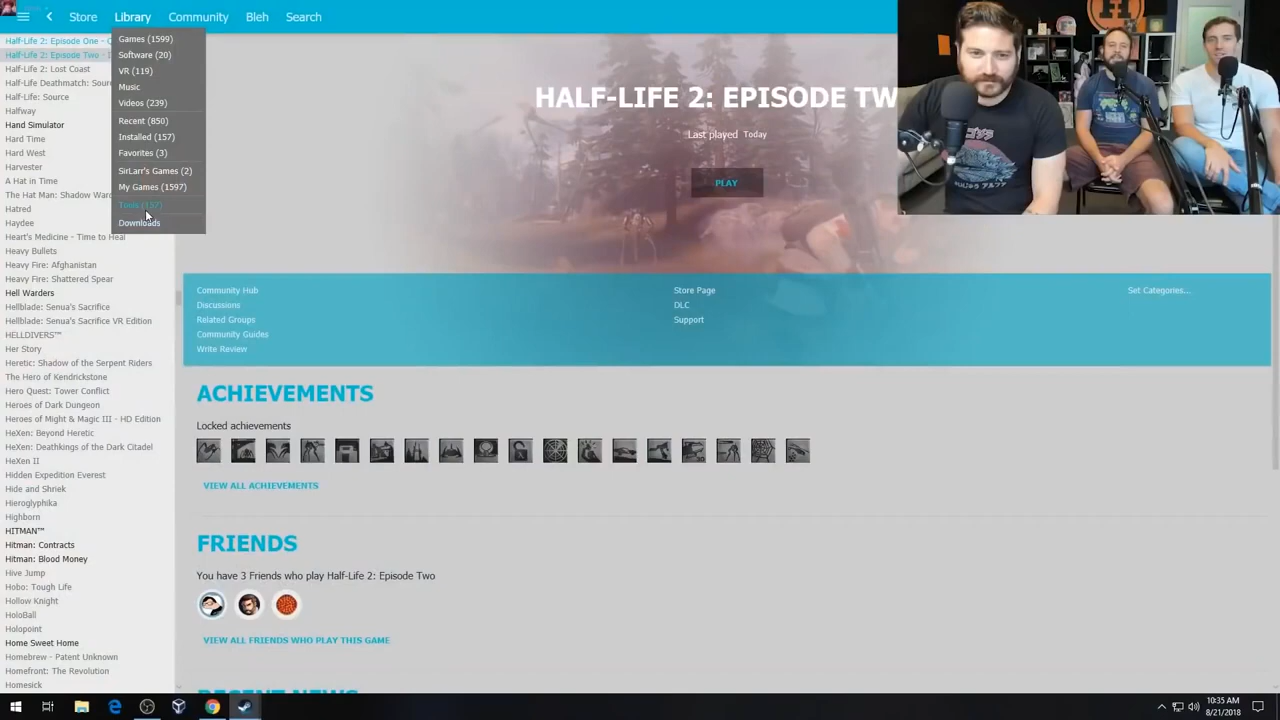 Store Library Community Bleh Search
Games (1599)
Software (20)
VR (119)
Music
Videos (239)
Recent (850)
Installed (157)
Favorites (3)
SirLarr's Games (2)
My Games (1597)
Tools (157)
Downloads
Half-Life 2: Episode One -
Half-Life 2: Episode Two -
Half-Life 2: Lost Coast
Half-Life Deathmatch: Sour
Half-Life: Source
Halfway
Hand Simulator
Hard Time
Hard West
Harvester
A Hat in Time
The Hat Man: Shadow War
Hatred
Haydee
Heart's Medicine - Time to Heal
Heavy Bullets
Heavy Fire: Afghanistan
Heavy Fire: Shattered Spear
Hell Warders
Hellblade: Senua's Sacrifice
Hellblade: Senua's Sacrifice VR Edition
HELLDIVERS™
Her Story
Heretic: Shadow of the Serpent Riders
The Hero of Kendrickstone
Hero Quest: Tower Conflict
Heroes of Dark Dungeon
Heroes of Might & Magic III - HD Edition
HeXen: Beyond Heretic
HeXen: Deathkings of the Dark Citadel
HeXen II
Hidden Expedition Everest
Hide and Shriek
Hieroglyphika
Highborn
HITMAN™
Hitman: Contracts
Hitman: Blood Money
Hive Jump
Hobo: Tough Life
Hollow Knight
HoloBall
Holopoint
Home Sweet Home
Homebrew - Patent Unknown
Homefront: The Revolution
Homesick
HALF-LIFE 2: EPISODE TW
Last played Today
PLAY
Community Hub
Discussions
Related Groups
Community Guides
Write Review
Store Page
DLC
Support
Set Categories...
ACHIEVEMENTS
Locked achievements
VIEW ALL ACHIEVEMENTS
FRIENDS
You have 3 Friends who play Half-Life 2: Episode Two
VIEW ALL FRIENDS WHO PLAY THIS GAME
RECENT NEWS
10:35 AM
8/21/2018